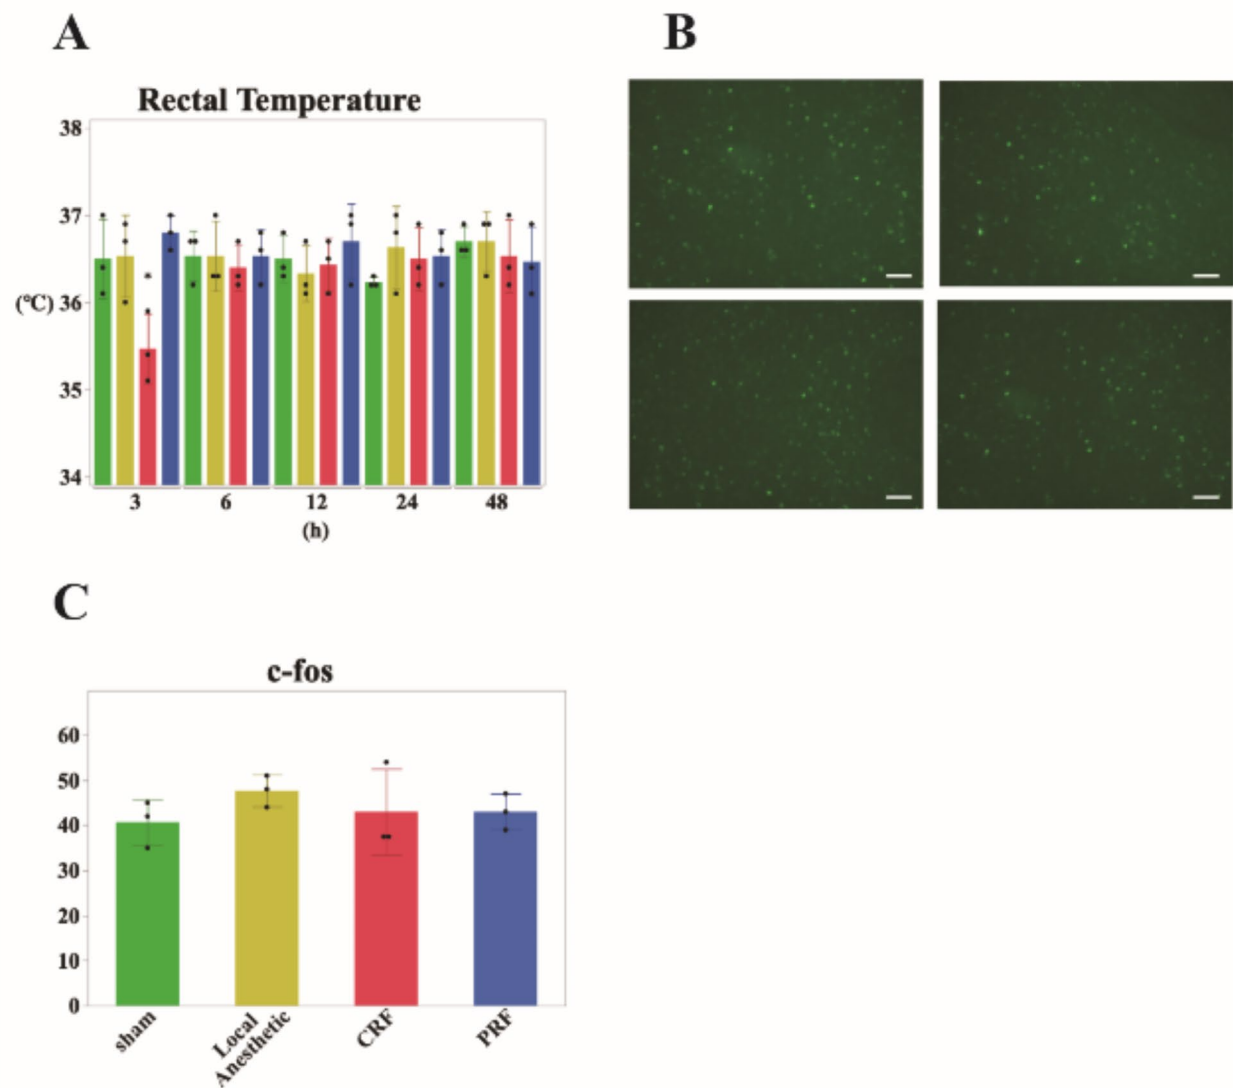 A
B
Rectal Temperature
38
37
36
(°C)
35
34
3 6 12 24 48
(h)
*
C
c-fos
60
50
40
30
20
10
0
sham
Local
Anesthetic
CRF
PRF